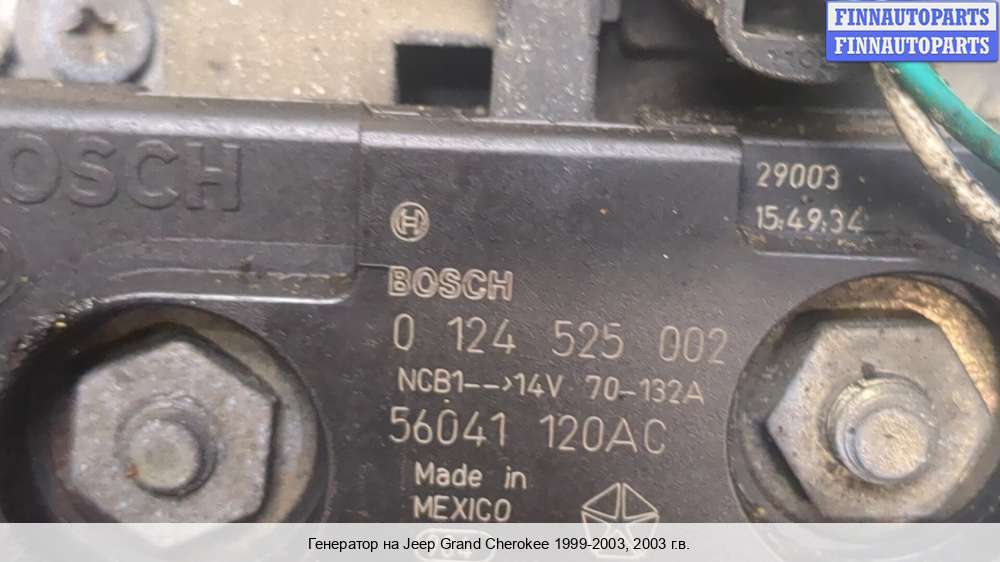 FINNAUTOPARTS
FINNAUTOPARTS
BOSCH
29003
15:49:34
BOSCH
0 124 525 002
NCB1-->14V 70-132A
56041 120AC
Made in
MEXICO
Генератор на Jeep Grand Cherokee 1999-2003, 2003 г.в.